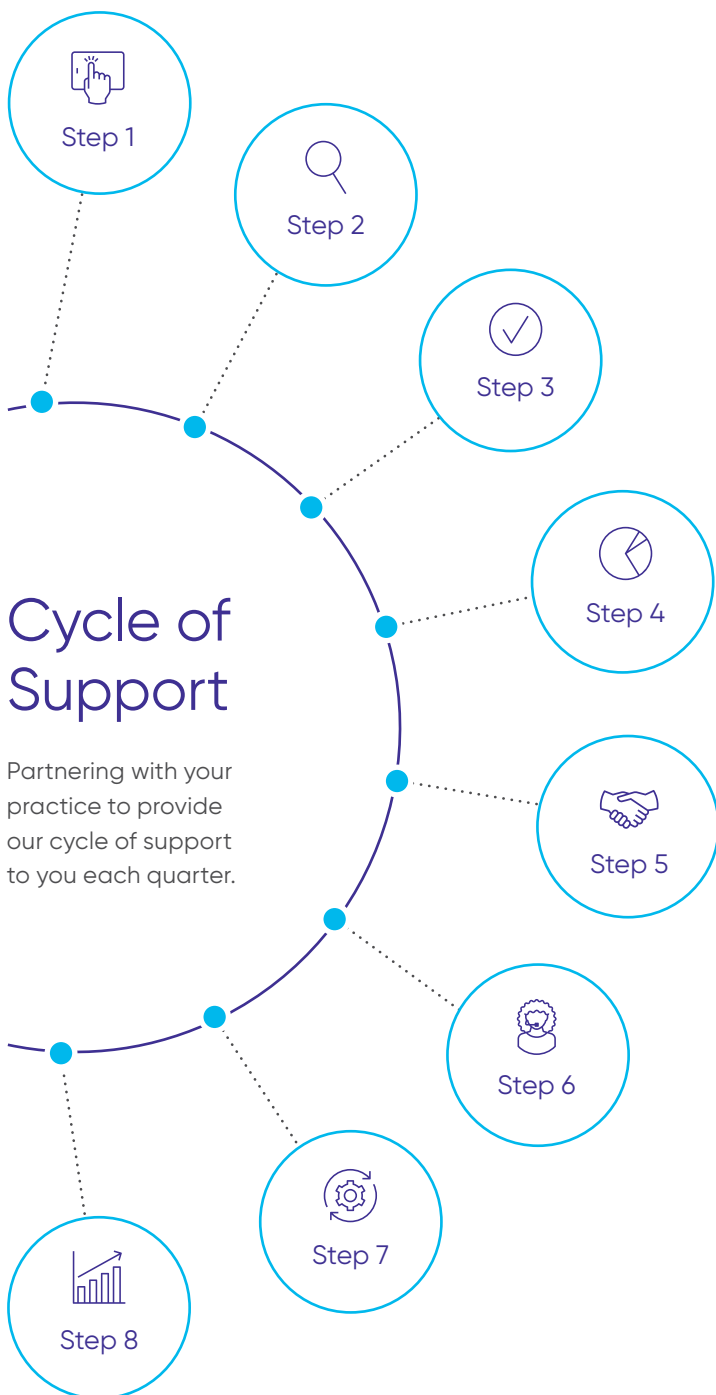 Step 1
Step 2
Step 3
Step 4
Cycle of
Support
Partnering with your
practice to provide
our cycle of support
to you each quarter.
Step 5
Step 6
Step 7
Step 8